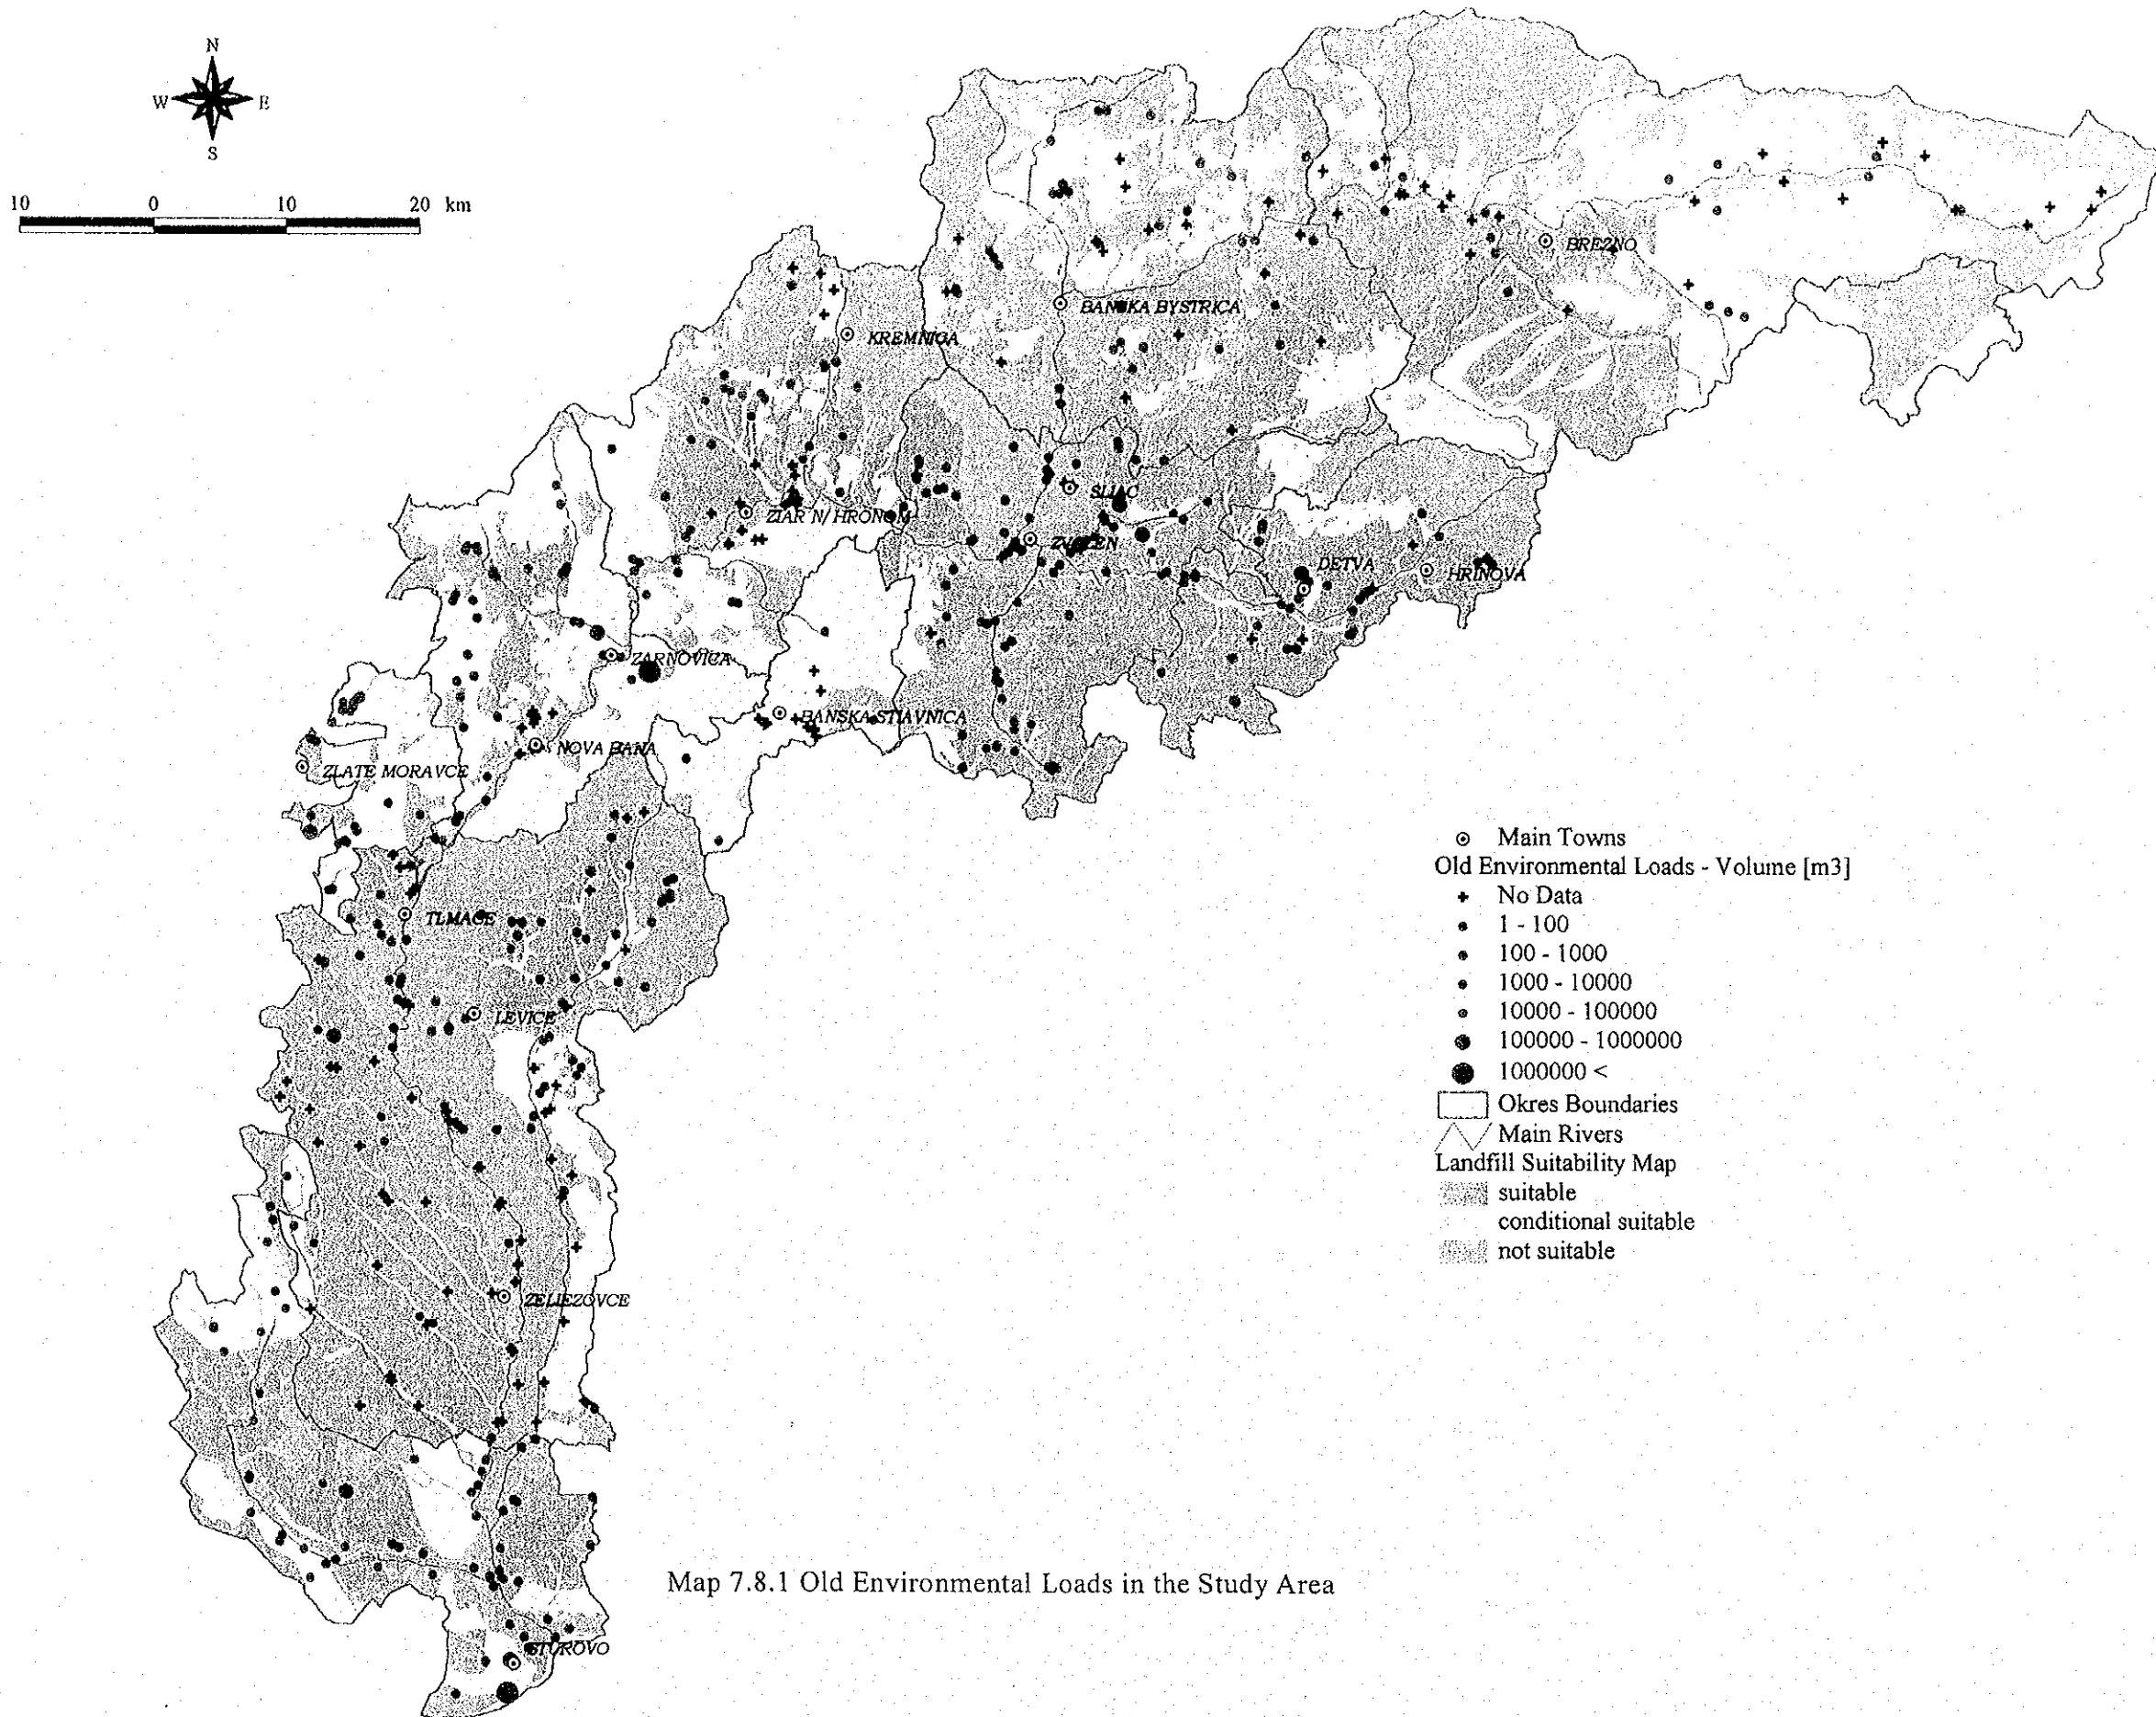 N
W E
S
10 0 10 20 km
BREZNO
BANSKA BYSTRICA
KREMNICA
SLIAC
ZIAR N/ HRONOM
ZVOLEN
DETVA
HRINOVA
ZARNOVICA
BANSKA STIAVNICA
NOVA BANA
ZLATE MORAVCE
TLMACE
LEVICE
ZELIEZOVCE
STUROVO
Main Towns
Old Environmental Loads - Volume [m3]
No Data
1 - 100
100 - 1000
1000 - 10000
10000 - 100000
100000 - 1000000
1000000 <
Okres Boundaries
Main Rivers
Landfill Suitability Map
suitable
conditional suitable
not suitable
Map 7.8.1 Old Environmental Loads in the Study Area